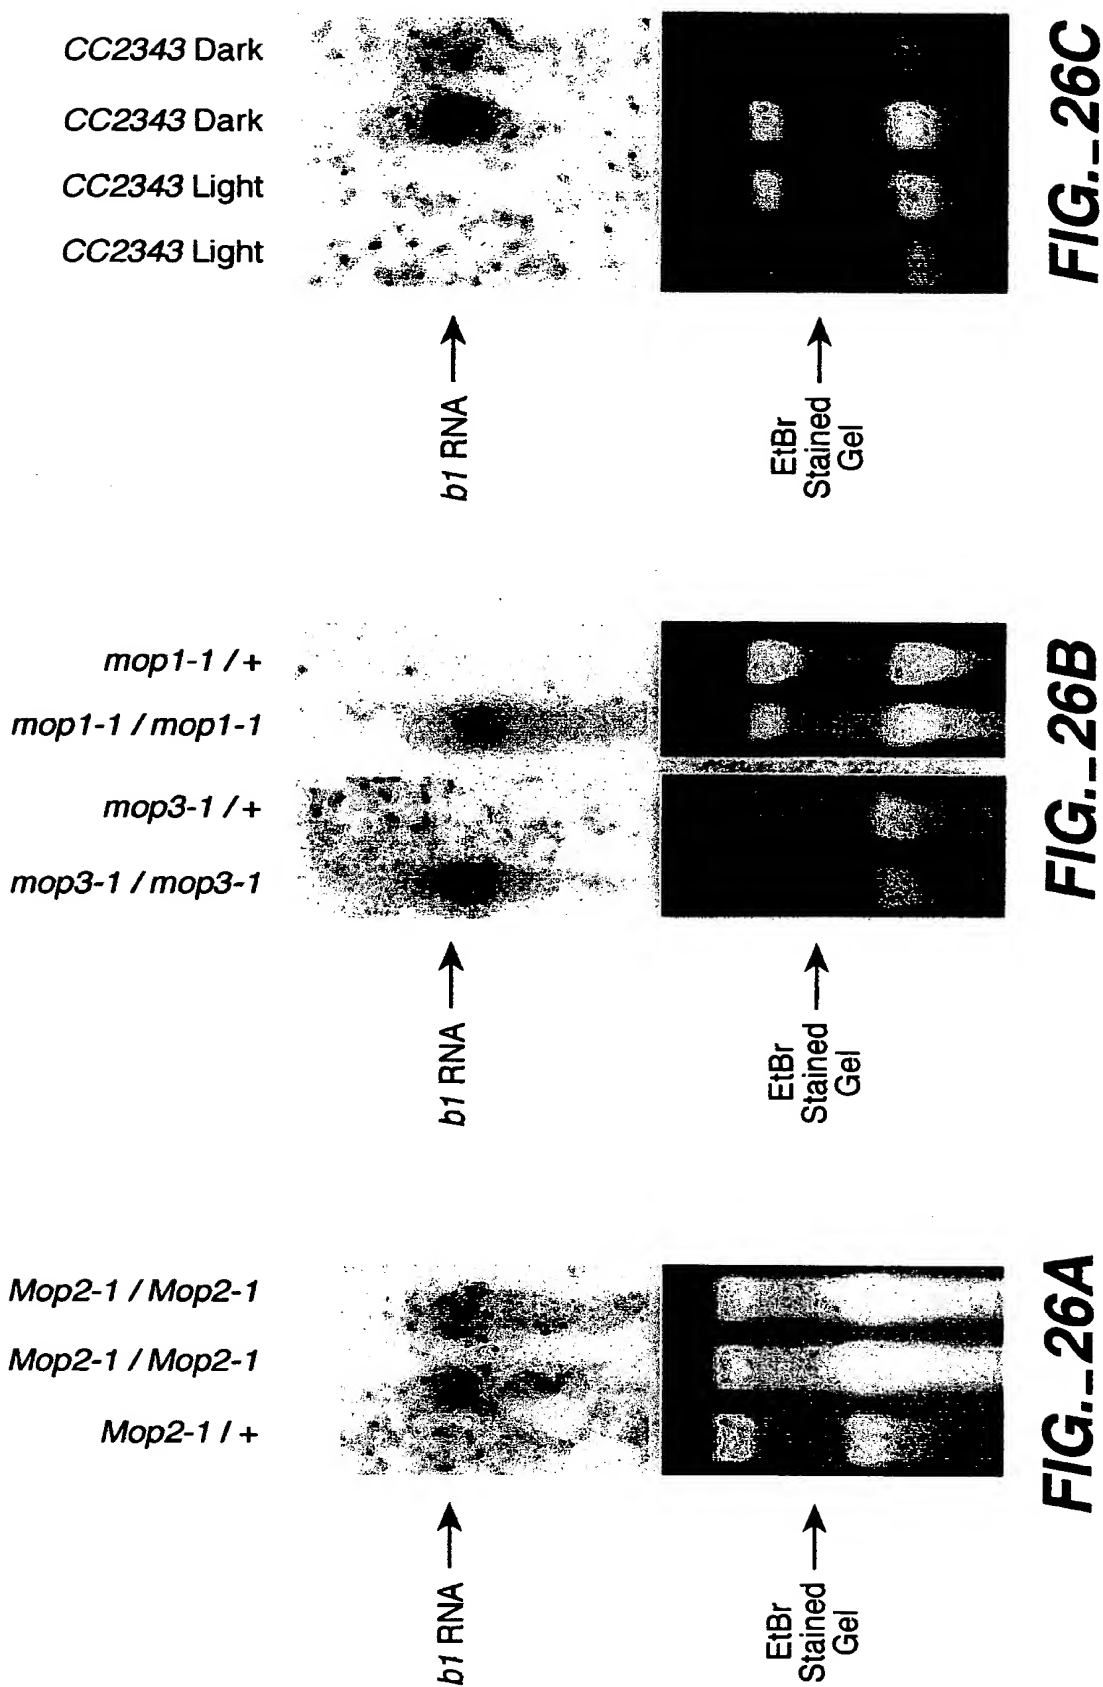 CC2343 Dark
CC2343 Dark
CC2343 Light
CC2343 Light
b1 RNA
EtBr
Stained
Gel
FIG._26C
mop1-1 / +
mop1-1 / mop1-1
mop3-1 / +
mop3-1 / mop3-1
b1 RNA
EtBr
Stained
Gel
FIG._26B
Mop2-1 / Mop2-1
Mop2-1 / Mop2-1
Mop2-1 / +
b1 RNA
EtBr
Stained
Gel
FIG._26A